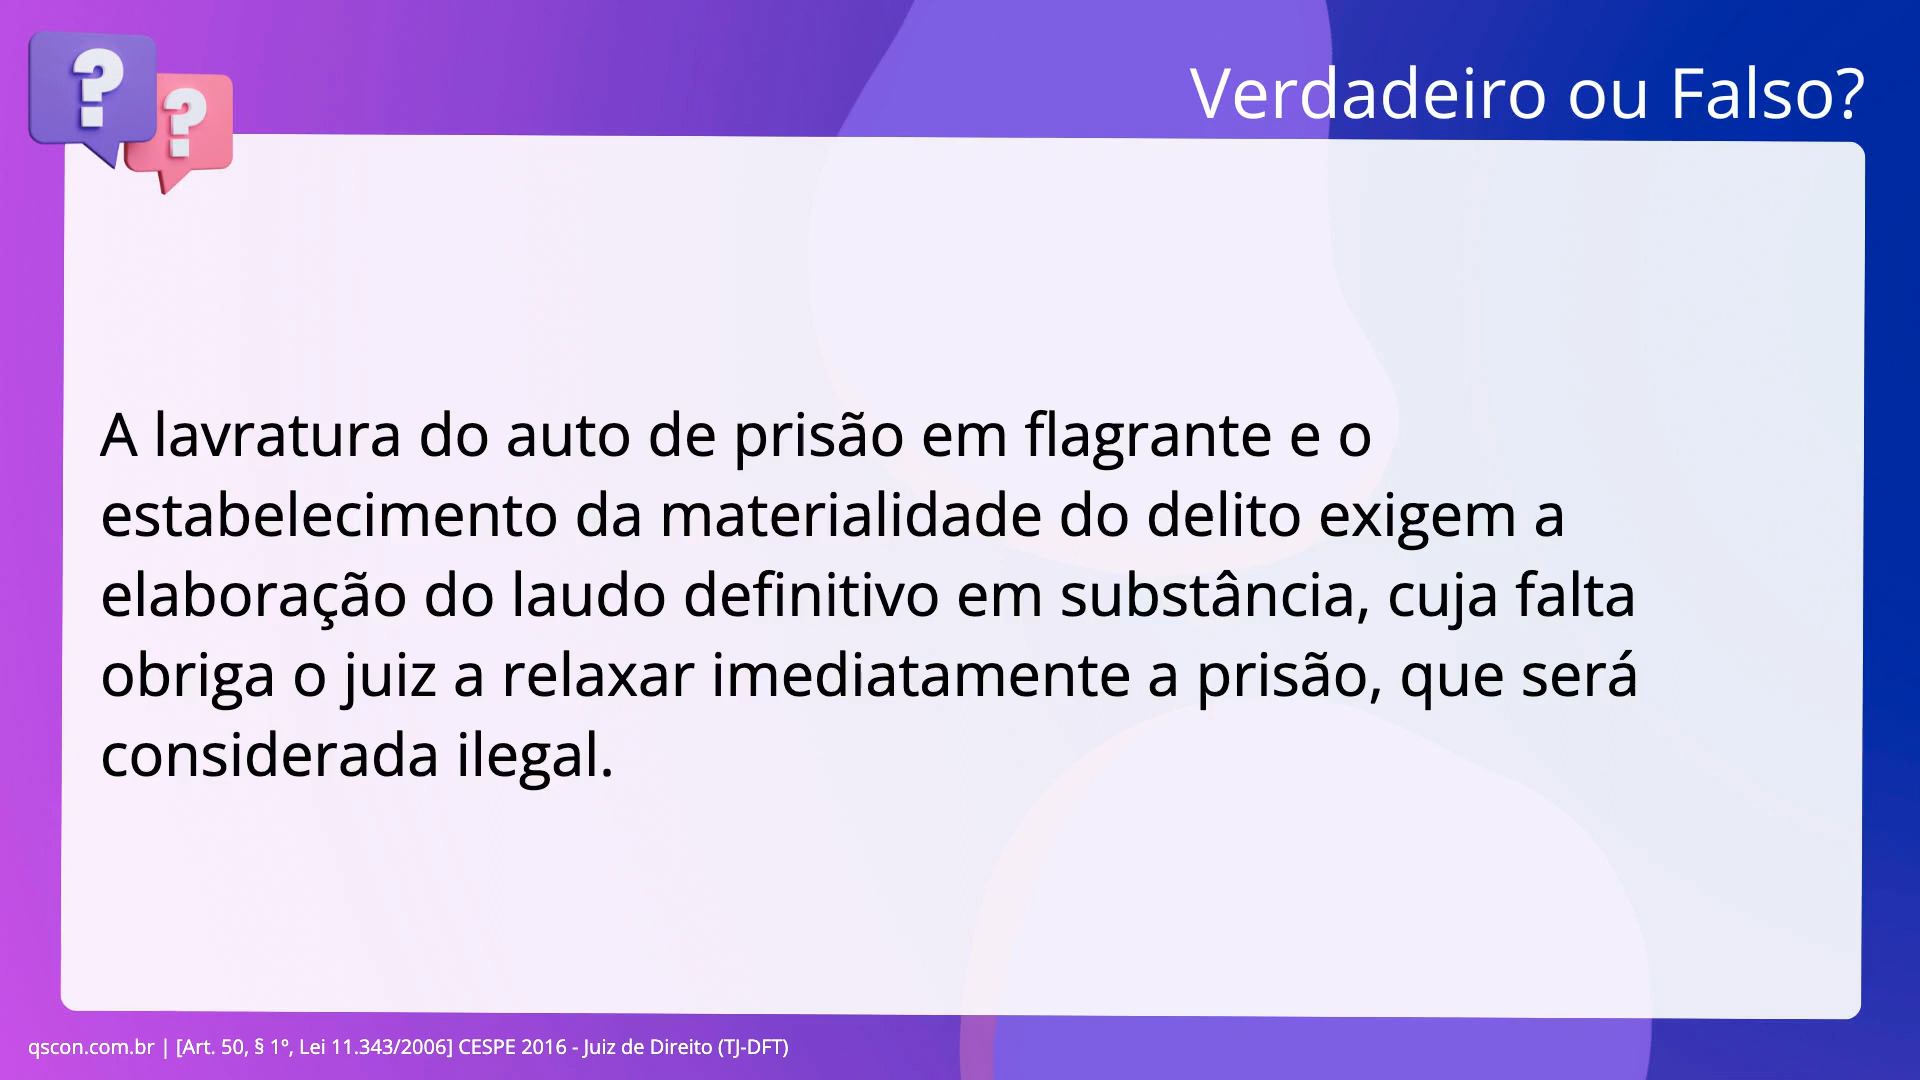 Verdadeiro ou Falso?
A lavratura do auto de prisão em flagrante e o
estabelecimento da materialidade do delito exigem a
elaboração do laudo definitivo em substância, cuja falta
obriga o juiz a relaxar imediatamente a prisão, que será
considerada ilegal.
qscon.com.br | [Art. 50, § 1º, Lei 11.343/2006] CESPE 2016 - Juiz de Direito (TJ-DFT)